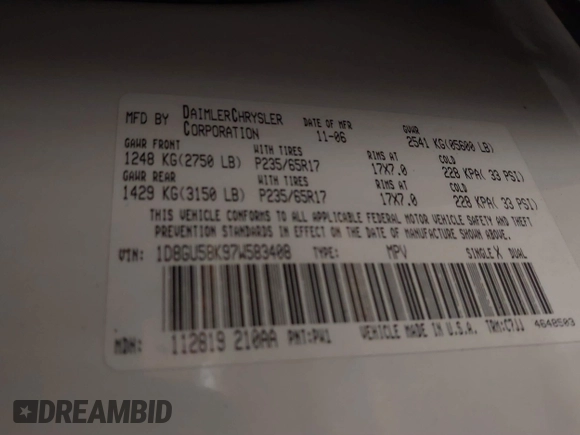 MFD BY DAIMLERCHRYSLER CORPORATION DATE OF MFR 11-06 GVWR 2541 KG(05600 LB)
GAWR FRONT WITH TIRES RIMS AT COLD
1248 KG(2750 LB) P235/65R17 17X7.0 228 KPA( 33 PSI)
GAWR REAR WITH TIRES RIMS AT COLD
1429 KG(3150 LB) P235/65R17 17X7.0 228 KPA( 33 PSI)
THIS VEHICLE CONFORMS TO ALL APPLICABLE FEDERAL MOTOR VEHICLE SAFETY AND THEFT
PREVENTION STANDARDS IN EFFECT ON THE DATE OF MANUFACTURE SHOWN ABOVE.
VIN: 1D8GU58K97W583408 TYPE: MPV SINGLE X DUAL
MDH: 112819 210AA PNT:PW1 VEHICLE MADE IN U.S.A. TRM:C7JJ 4648503
DREAMBID